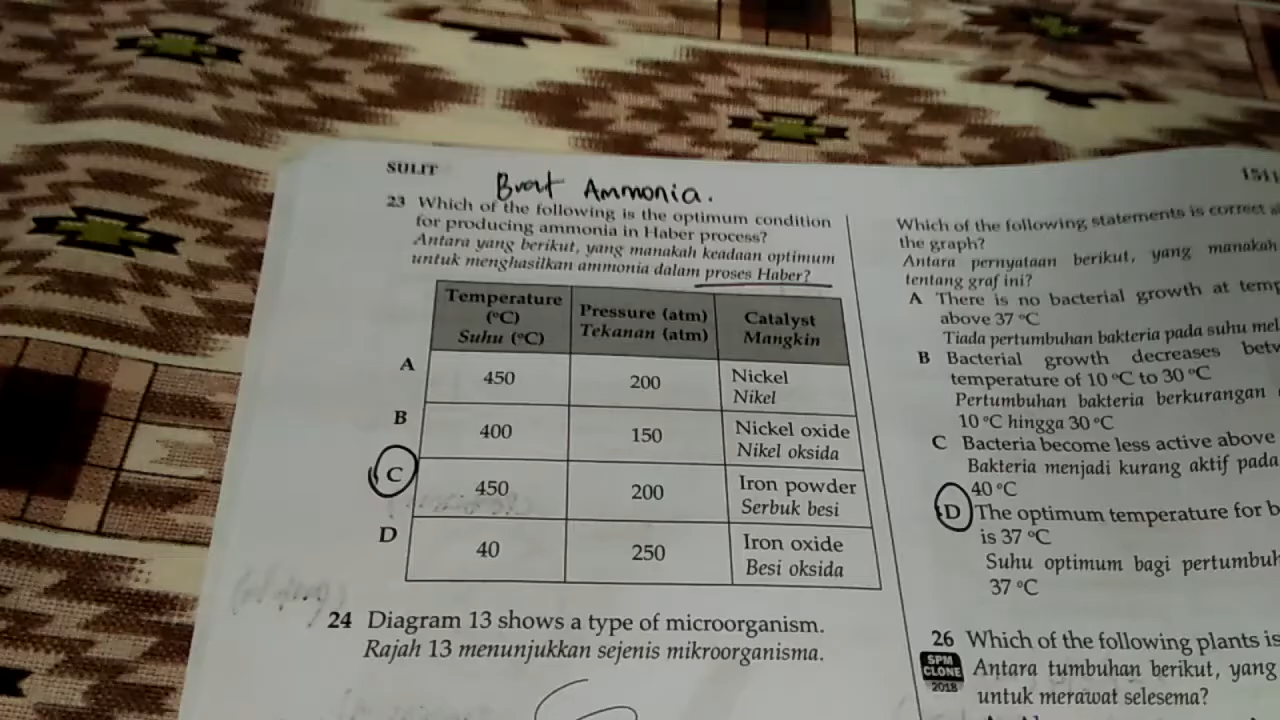 SULIT
Buat Ammonia.
23 Which of the following is the optimum condition
for producing ammonia in Haber process?
Antara yang berikut, yang manakah keadaan optimum
untuk menghasilkan ammonia dalam proses Haber?
Temperature (°C) Suhu (°C) Pressure (atm) Tekanan (atm) Catalyst Mangkin
A 450 200 Nickel Nikel
B 400 150 Nickel oxide Nikel oksida
C 450 200 Iron powder Serbuk besi
D 40 250 Iron oxide Besi oksida
24 Diagram 13 shows a type of microorganism.
Rajah 13 menunjukkan sejenis mikroorganisma.
1511
Which of the following statements is correct
the graph?
Antara pernyataan berikut, yang manakah
tentang graf ini?
A There is no bacterial growth at
above 37 °C
Tiada pertumbuhan bakteria pada suhu
B Bacterial growth decreases
temperature of 10 °C to 30 °C
Pertumbuhan bakteria berkurangan
10 °C hingga 30 °C
C Bacteria become less active above
Bakteria menjadi kurang aktif pada
40 °C
D The optimum temperature for
is 37 °C
Suhu optimum bagi
37 °C
26 Which of the following plants is
SPM
CLONE
2018
Antara tumbuhan berikut, yang
untuk merawat selesema?